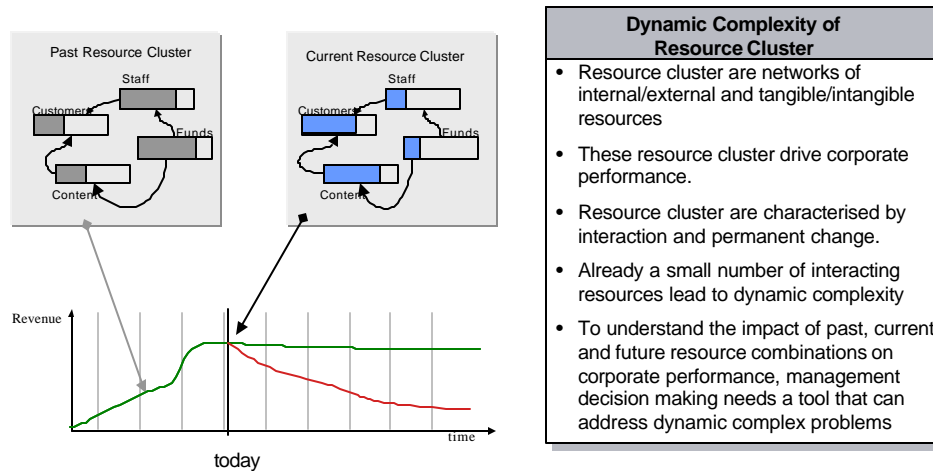 Past Resource Cluster
Staff
Customers
Funds
Content
Current Resource Cluster
Staff
Customers
Funds
Content
Revenue
time
today
Dynamic Complexity of
Resource Cluster
• Resource cluster are networks of
internal/external and tangible/intangible
resources
• These resource cluster drive corporate
performance.
• Resource cluster are characterised by
interaction and permanent change.
• Already a small number of interacting
resources lead to dynamic complexity
• To understand the impact of past, current
and future resource combinations on
corporate performance, management
decision making needs a tool that can
address dynamic complex problems